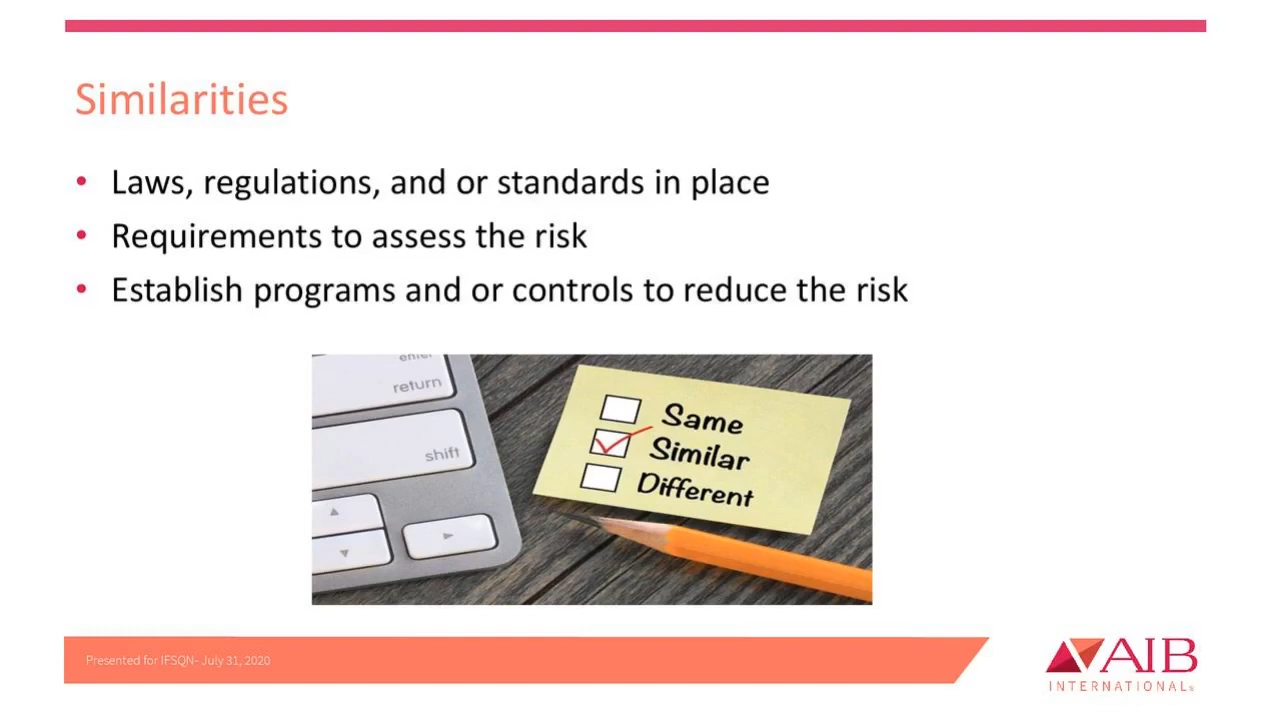 Similarities
• Laws, regulations, and or standards in place
• Requirements to assess the risk
• Establish programs and or controls to reduce the risk
enter
return
shift
Same
Similar
Different
Presented for IFSQN- July 31, 2020
AIB
INTERNATIONAL